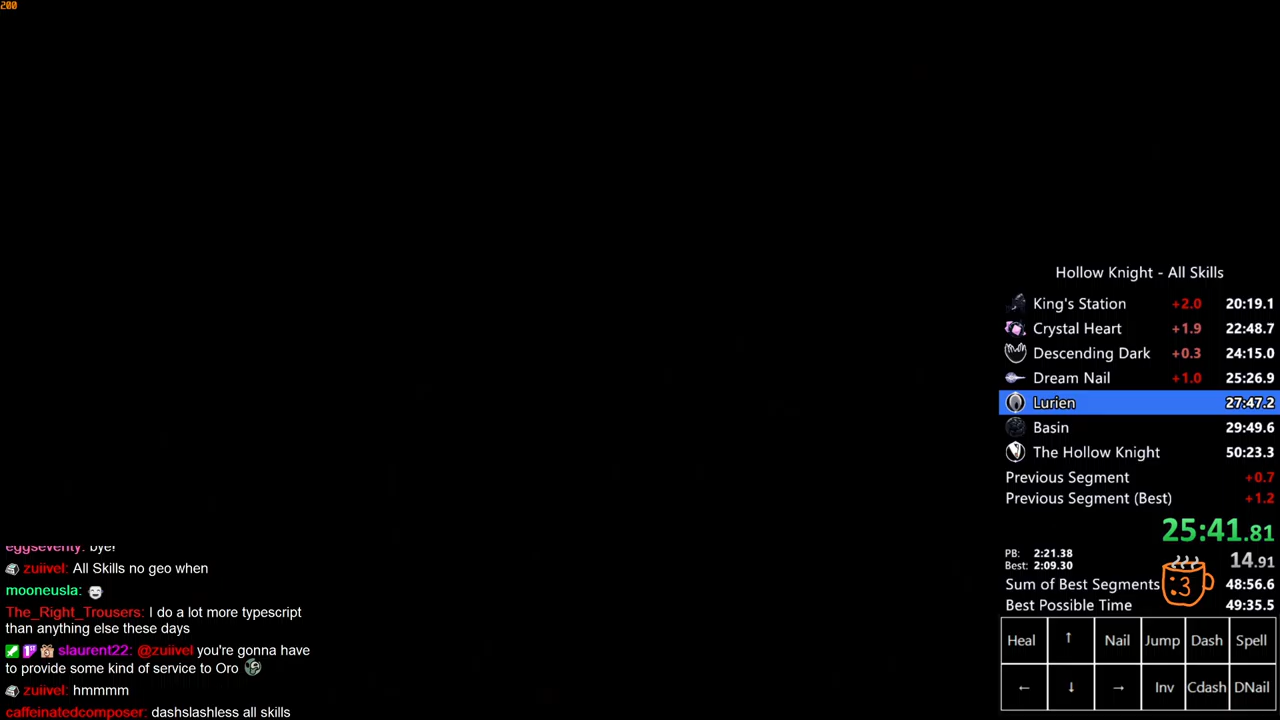 200
Hollow Knight - All Skills
King's Station +2.0 20:19.1
Crystal Heart +1.9 22:48.7
Descending Dark +0.3 24:15.0
Dream Nail +1.0 25:26.9
Lurien 27:47.2
Basin 29:49.6
The Hollow Knight 50:23.3
Previous Segment +0.7
Previous Segment (Best) +1.2
25:41.81
PB: 2:21.38
Best: 2:09.30
14.91
:3
Sum of Best Segments 48:56.6
Best Possible Time 49:35.5
Heal ↑ Nail Jump Dash Spell
← ↓ → Inv Cdash DNail
eggseventy: bye!
zuiivel: All Skills no geo when
mooneusla:
The_Right_Trousers: I do a lot more typescript
than anything else these days
slaurent22: @zuiivel you're gonna have
to provide some kind of service to Oro
zuiivel: hmmmm
caffeinatedcomposer: dashslashless all skills